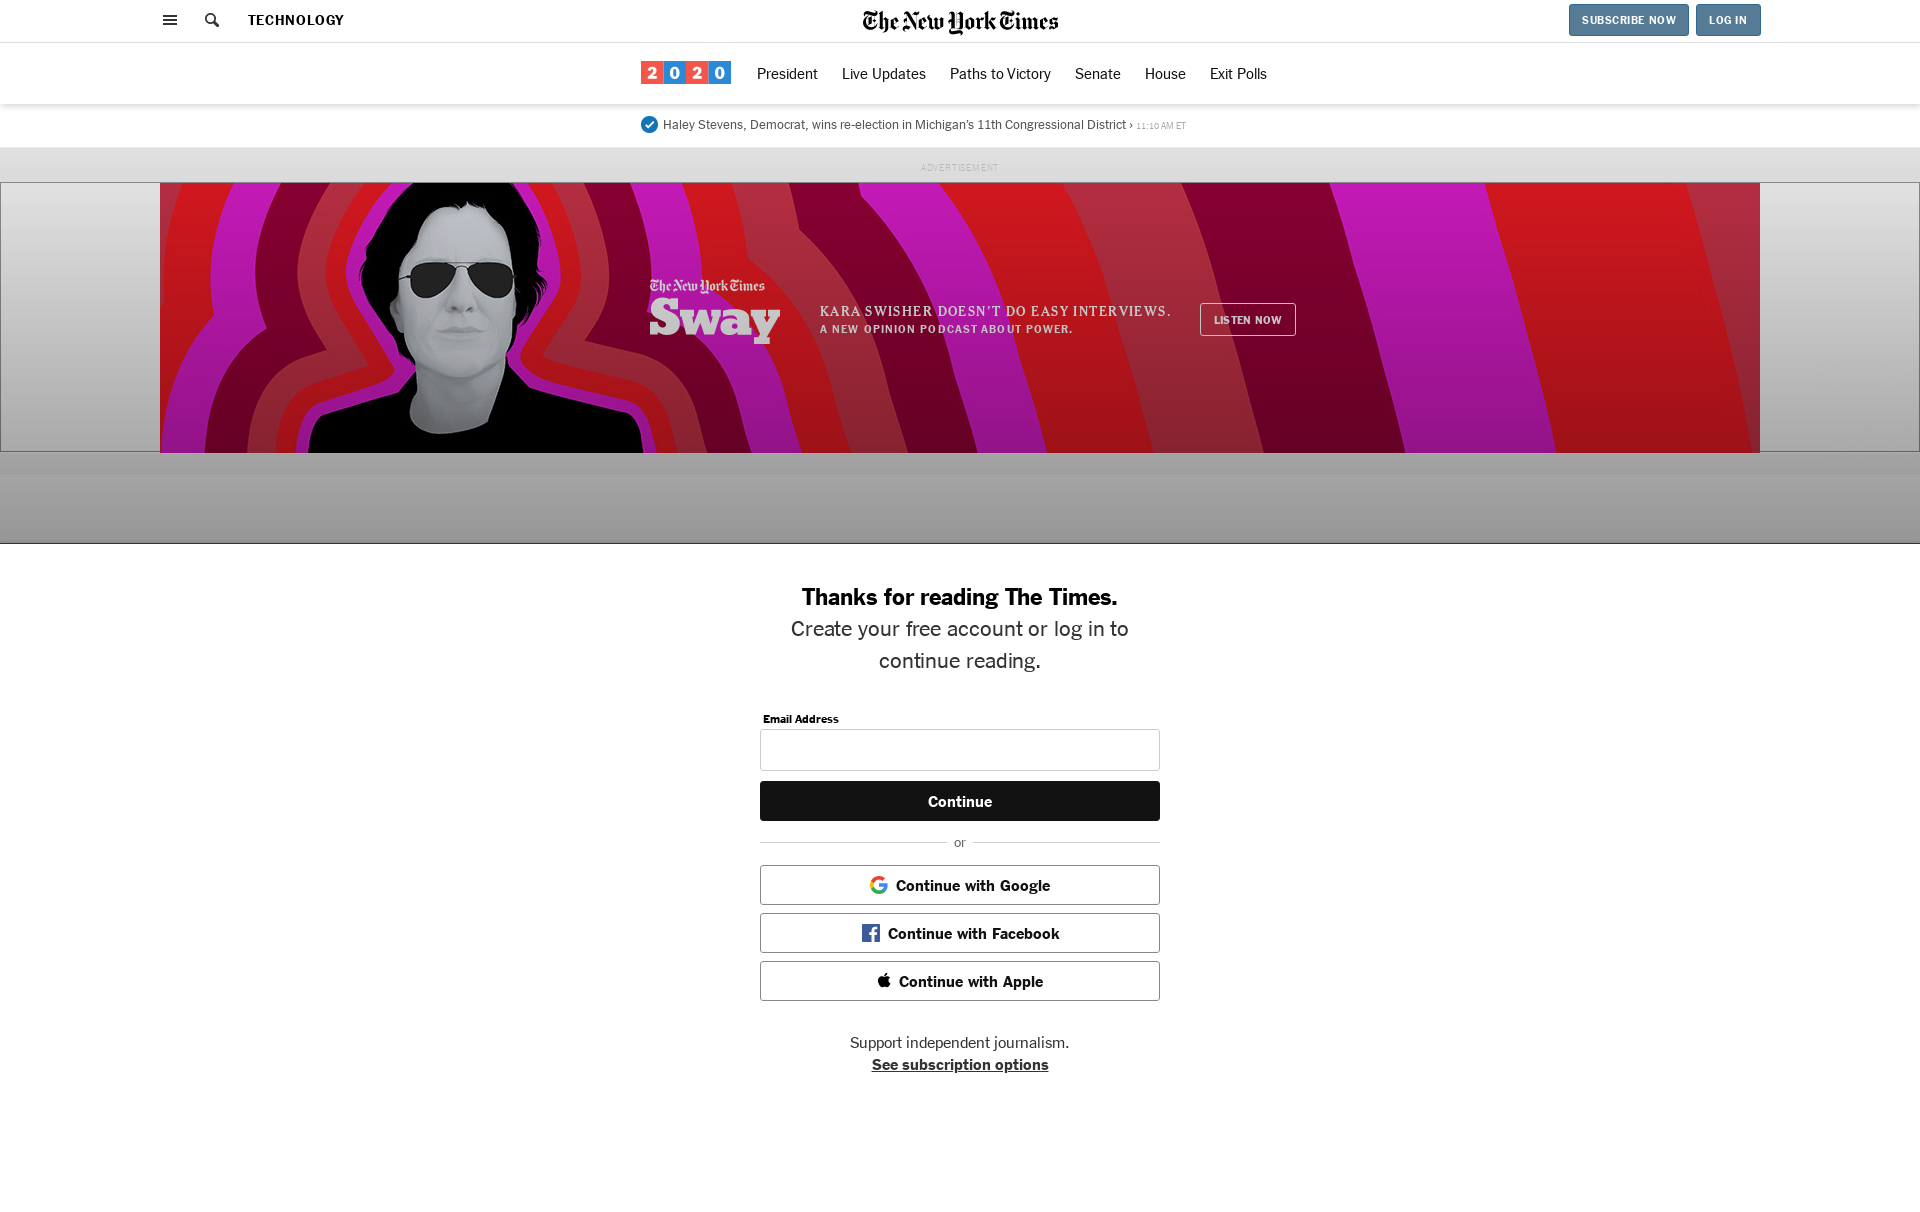 TECHNOLOGY
The New York Times
SUBSCRIBE NOW
LOG IN
2020
President
Live Updates
Paths to Victory
Senate
House
Exit Polls
Haley Stevens, Democrat, wins re-election in Michigan's 11th Congressional District › 11:10 AM ET
ADVERTISEMENT
The New York Times
Sway
KARA SWISHER DOESN'T DO EASY INTERVIEWS.
A NEW OPINION PODCAST ABOUT POWER.
LISTEN NOW
Thanks for reading The Times.
Create your free account or log in to
continue reading.
Email Address
Continue
or
Continue with Google
Continue with Facebook
Continue with Apple
Support independent journalism.
See subscription options